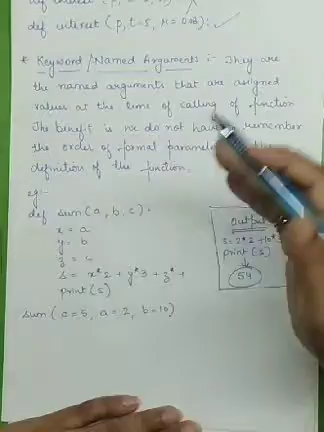 def interest (p, t=5, r=0.08): ✓
* Keyword / Named Arguments :- They are
the named arguments that are assigned
values at the time of calling of function
The benefit is we do not have remember
the order of formal
definition of the function.
eg:-
def sum(a, b, c):
x = a
y = b
z = c
s = x*2 + y*3 + z*4
print(s)
sum( c=5, a=2, b=10)
Output
s = 2*2 + 10*
print(s)
54